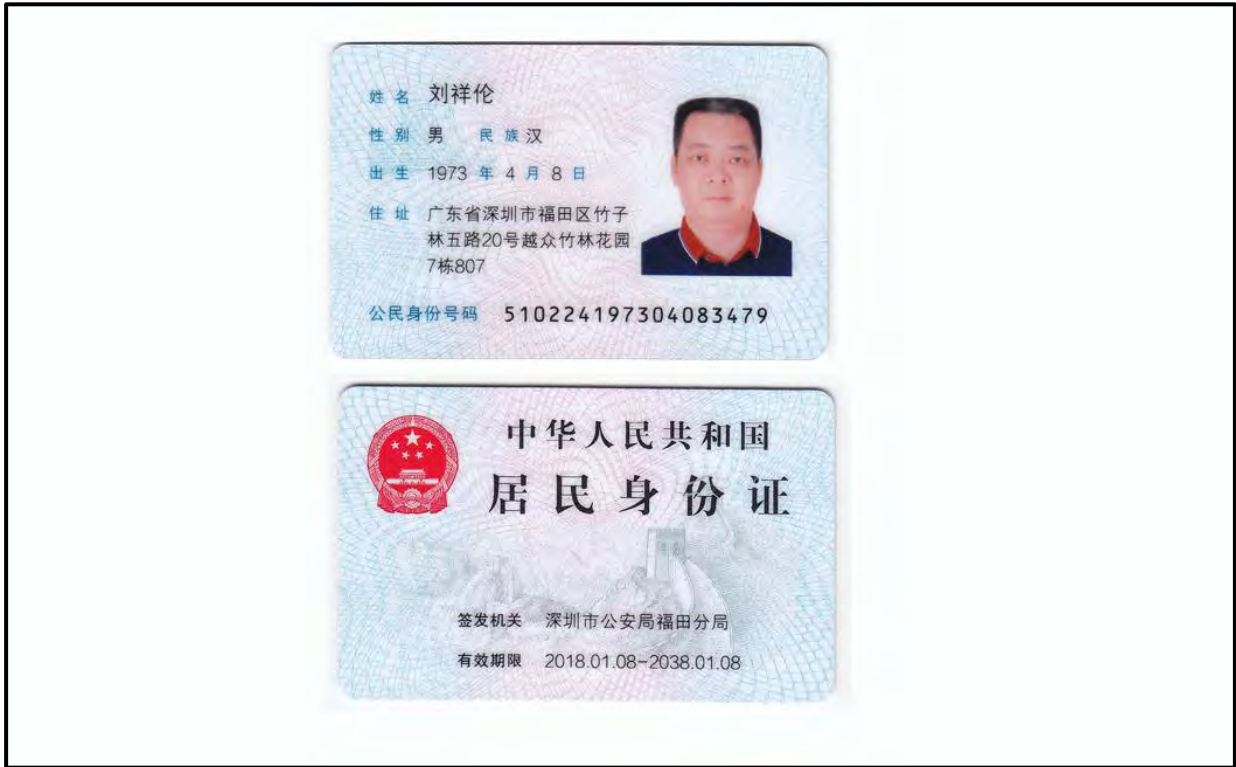 姓名 刘祥伦
性别 男 民族 汉
出生 1973 年 4 月 8 日
住址 广东省深圳市福田区竹子
林五路20号越众竹林花园
7栋807
公民身份号码 510224197304083479
中华人民共和国
居民身份证
签发机关 深圳市公安局福田分局
有效期限 2018.01.08-2038.01.08